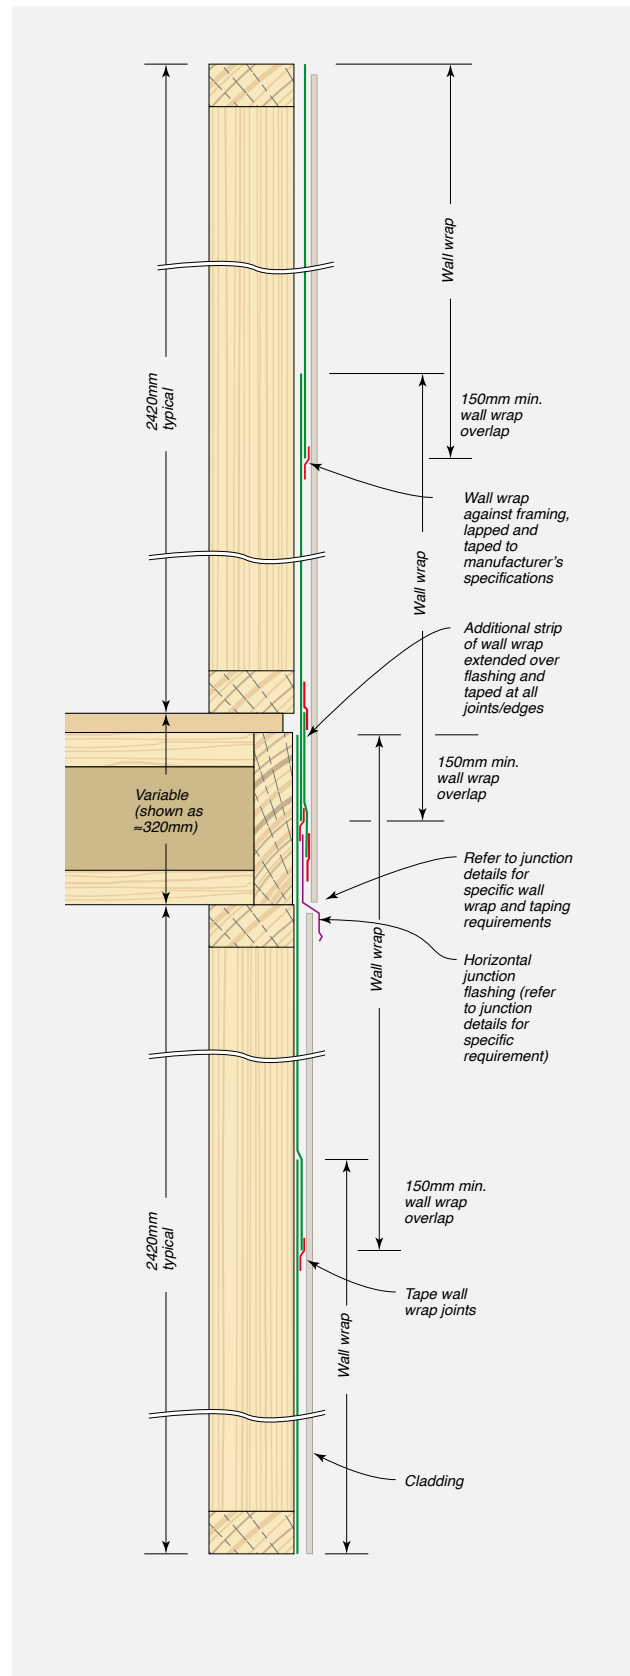 Wall wrap
2420mm
typical
150mm min.
wall wrap
overlap
Wall wrap
against framing,
lapped and
taped to
manufacturer's
specifications
Wall wrap
Additional strip
of wall wrap
extended over
flashing and
taped at all
joints/edges
150mm min.
wall wrap
overlap
Variable
(shown as
≈320mm)
Refer to junction
details for
specific wall
wrap and taping
requirements
Wall wrap
Horizontal
junction
flashing (refer
to junction
details for
specific
requirement)
150mm min.
wall wrap
overlap
2420mm
typical
Tape wall
wrap joints
Wall wrap
Cladding